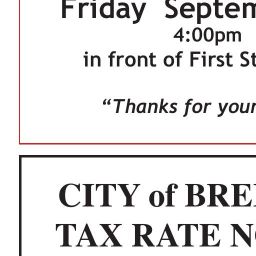 Friday Septem
4:00pm
in front of First St
"Thanks for your
CITY of BRE
TAX RATE N